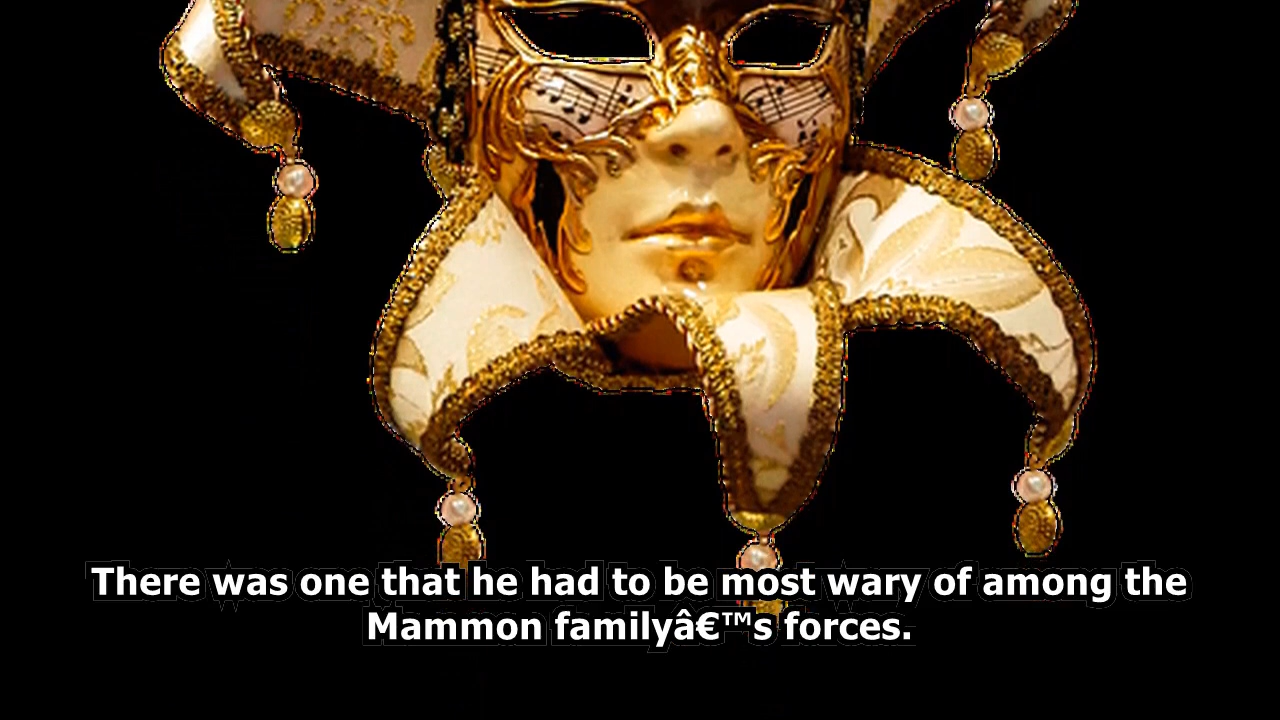 There was one that he had to be most wary of among the
Mammon familyâ€™s forces.